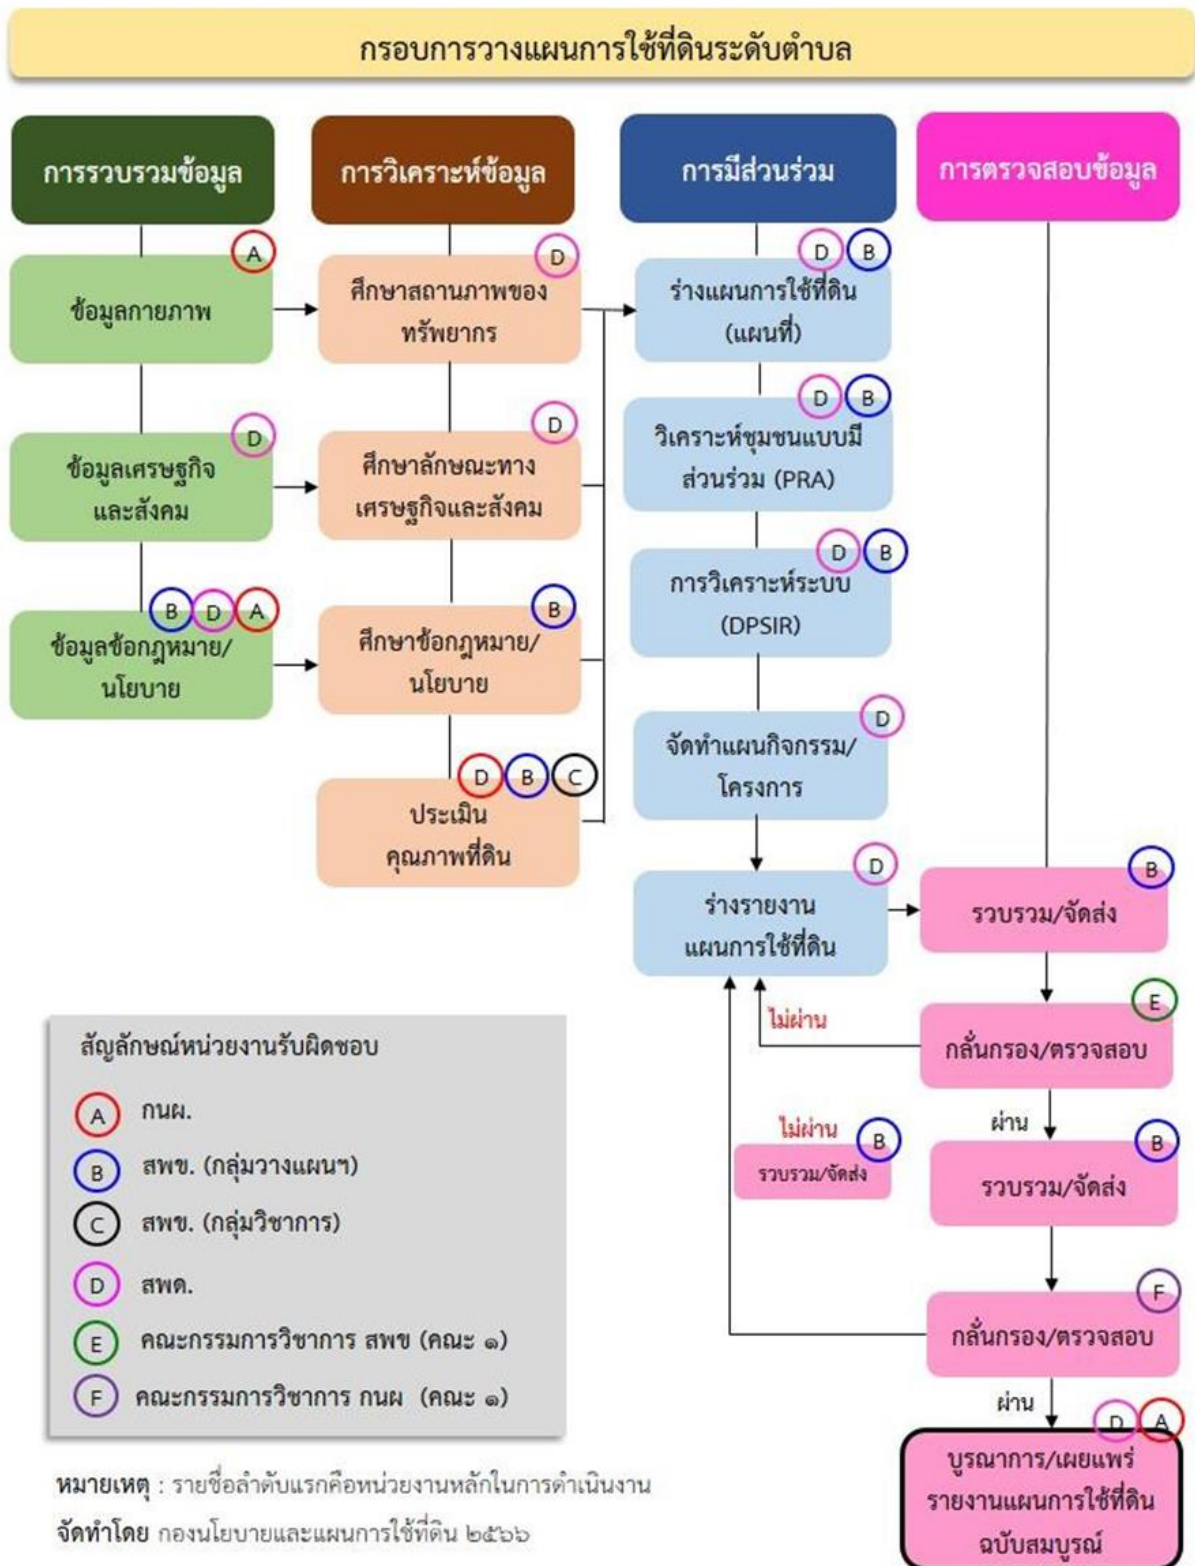 กรอบการวางแผนการใช้ที่ดินระดับตำบล
การรวบรวมข้อมูล
A
ข้อมูลกายภาพ
D
ข้อมูลเศรษฐกิจ
และสังคม
B D A
ข้อมูลข้อกฎหมาย/
นโยบาย
การวิเคราะห์ข้อมูล
D
ศึกษาสถานภาพของ
ทรัพยากร
D
ศึกษาลักษณะทาง
เศรษฐกิจและสังคม
B
ศึกษาข้อกฎหมาย/
นโยบาย
D B C
ประเมิน
คุณภาพที่ดิน
การมีส่วนร่วม
D B
ร่างแผนการใช้ที่ดิน
(แผนที่)
D B
วิเคราะห์ชุมชนแบบมี
ส่วนร่วม (PRA)
D B
การวิเคราะห์ระบบ
(DPSIR)
D
จัดทำแผนกิจกรรม/
โครงการ
D
ร่างรายงาน
แผนการใช้ที่ดิน
การตรวจสอบข้อมูล
B
รวบรวม/จัดส่ง
E
กลั่นกรอง/ตรวจสอบ
ไม่ผ่าน
ผ่าน
B
รวบรวม/จัดส่ง
ไม่ผ่าน
B
รวบรวม/จัดส่ง
F
กลั่นกรอง/ตรวจสอบ
ผ่าน
D A
บูรณาการ/เผยแพร่
รายงานแผนการใช้ที่ดิน
ฉบับสมบูรณ์
สัญลักษณ์หน่วยงานรับผิดชอบ
A กนผ.
B สพข. (กลุ่มวางแผนฯ)
C สพข. (กลุ่มวิชาการ)
D สพด.
E คณะกรรมการวิชาการ สพข (คณะ ๑)
F คณะกรรมการวิชาการ กนผ (คณะ ๑)
หมายเหตุ : รายชื่อลำดับแรกคือหน่วยงานหลักในการดำเนินงาน
จัดทำโดย กองนโยบายและแผนการใช้ที่ดิน ๒๕๖๖